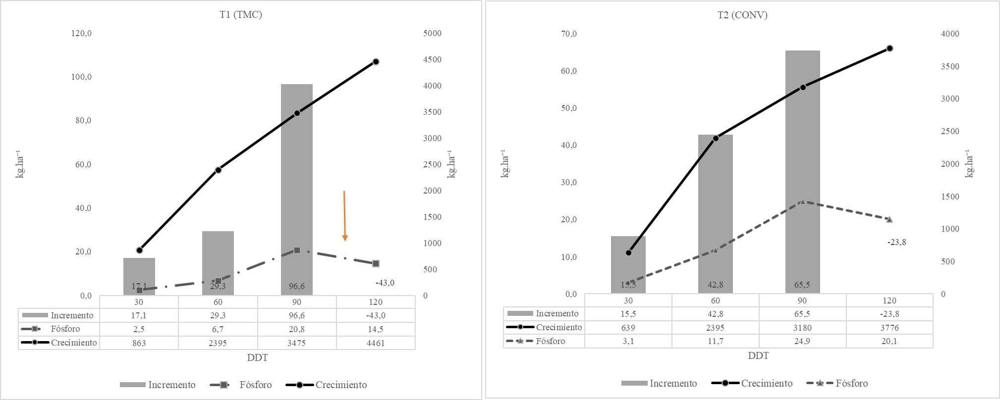 T1 (TMC)
120,0
100,0
80,0
60,0
40,0
20,0
0,0
kg.ha⁻¹
5000
4500
4000
3500
3000
2500
2000
1500
1000
500
0
kg.ha⁻¹
17,1
29,3
96,6
-43,0
30 60 90 120
Incremento 17,1 29,3 96,6 -43,0
Fósforo 2,5 6,7 20,8 14,5
Crecimiento 863 2395 3475 4461
DDT
Incremento Fósforo Crecimiento
T2 (CONV)
70,0
60,0
50,0
40,0
30,0
20,0
10,0
0,0
kg.ha⁻¹
4000
3500
3000
2500
2000
1500
1000
500
0
kg.ha⁻¹
15,5
42,8
65,5
-23,8
30 60 90 120
Incremento 15,5 42,8 65,5 -23,8
Crecimiento 639 2395 3180 3776
Fósforo 3,1 11,7 24,9 20,1
DDT
Incremento Crecimiento Fósforo